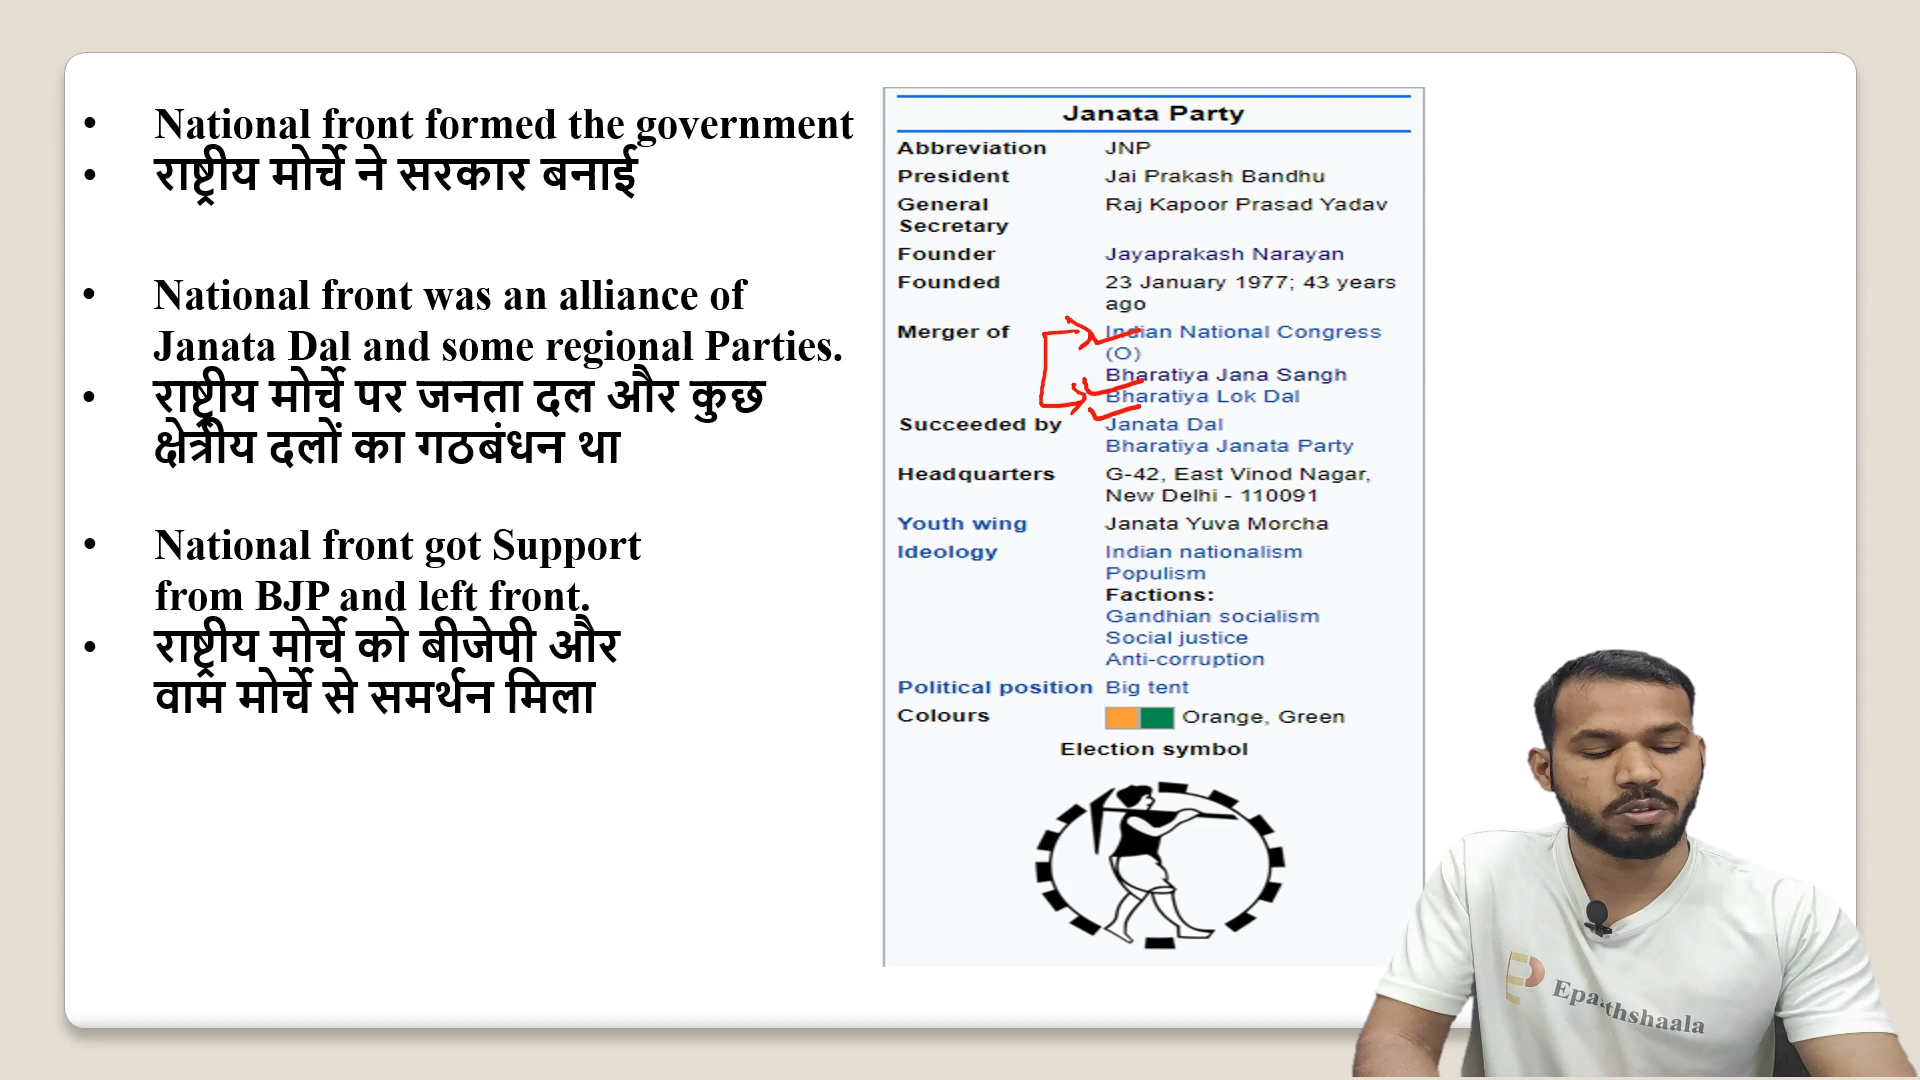 • National front formed the government
• राष्ट्रीय मोर्चे ने सरकार बनाई
• National front was an alliance of
Janata Dal and some regional Parties.
• राष्ट्रीय मोर्चे पर जनता दल और कुछ
क्षेत्रीय दलों का गठबंधन था
• National front got Support
from BJP and left front.
• राष्ट्रीय मोर्चे को बीजेपी और
वाम मोर्चे से समर्थन मिला
Janata Party
Abbreviation JNP
President Jai Prakash Bandhu
General Raj Kapoor Prasad Yadav
Secretary
Founder Jayaprakash Narayan
Founded 23 January 1977; 43 years
ago
Merger of Indian National Congress
(O)
Bharatiya Jana Sangh
Bharatiya Lok Dal
Succeeded by Janata Dal
Bharatiya Janata Party
Headquarters G-42, East Vinod Nagar,
New Delhi - 110091
Youth wing Janata Yuva Morcha
Ideology Indian nationalism
Populism
Factions:
Gandhian socialism
Social justice
Anti-corruption
Political position Big tent
Colours Orange, Green
Election symbol
Epaathshaala